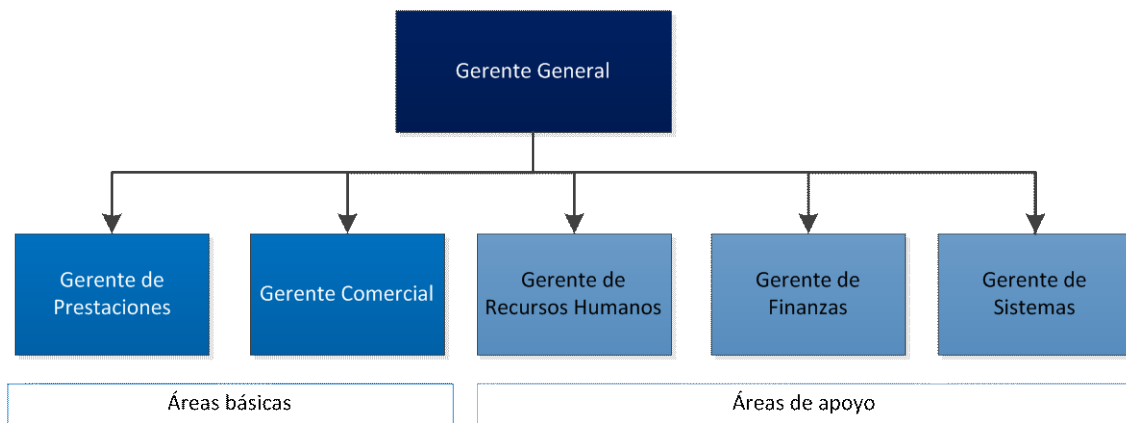 Gerente General
Gerente de
Prestaciones
Gerente Comercial
Gerente de
Recursos Humanos
Gerente de
Finanzas
Gerente de
Sistemas
Áreas básicas
Áreas de apoyo